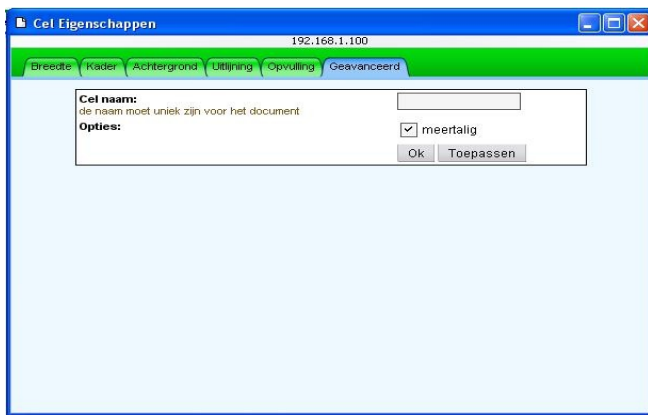 Cel Eigenschappen
192.168.1.100
Breedte Kader Achtergrond Uitlijning Opvulling Geavanceerd
Cel naam:
de naam moet uniek zijn voor het document
Opties:
meertalig
Ok Toepassen